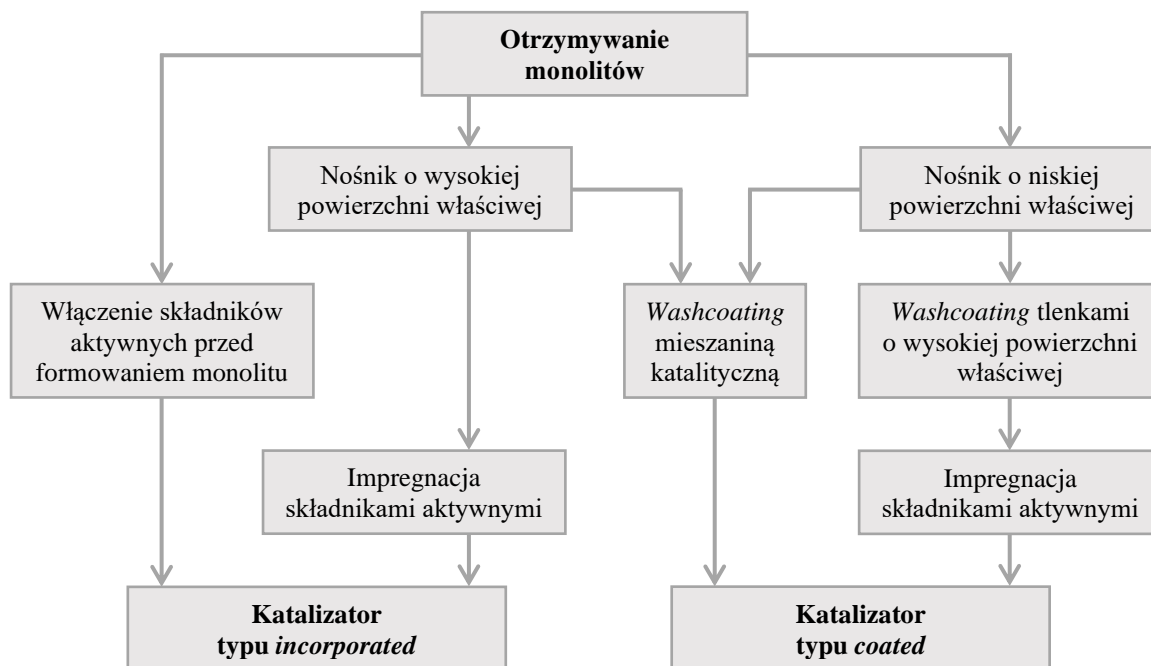 Otrzymywanie
monolitów
Nośnik o wysokiej
powierzchni właściwej
Nośnik o niskiej
powierzchni właściwej
Włączenie składników
aktywnych przed
formowaniem monolitu
Washcoating
mieszaniną
katalityczną
Washcoating tlenkami
o wysokiej powierzchni
właściwej
Impregnacja
składnikami aktywnymi
Impregnacja
składnikami aktywnymi
Katalizator
typu incorporated
Katalizator
typu coated